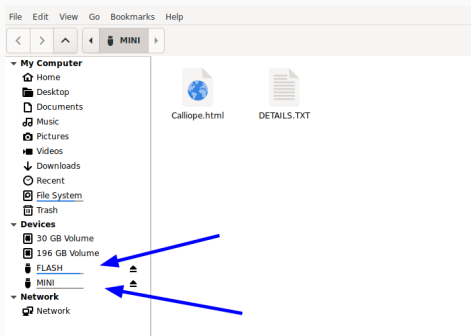 File Edit View Go Bookmarks Help
MINI
My Computer
Home
Desktop
Documents
Music
Pictures
Videos
Downloads
Recent
File System
Trash
Devices
30 GB Volume
196 GB Volume
FLASH
MINI
Network
Network
Calliope.html DETAILS.TXT